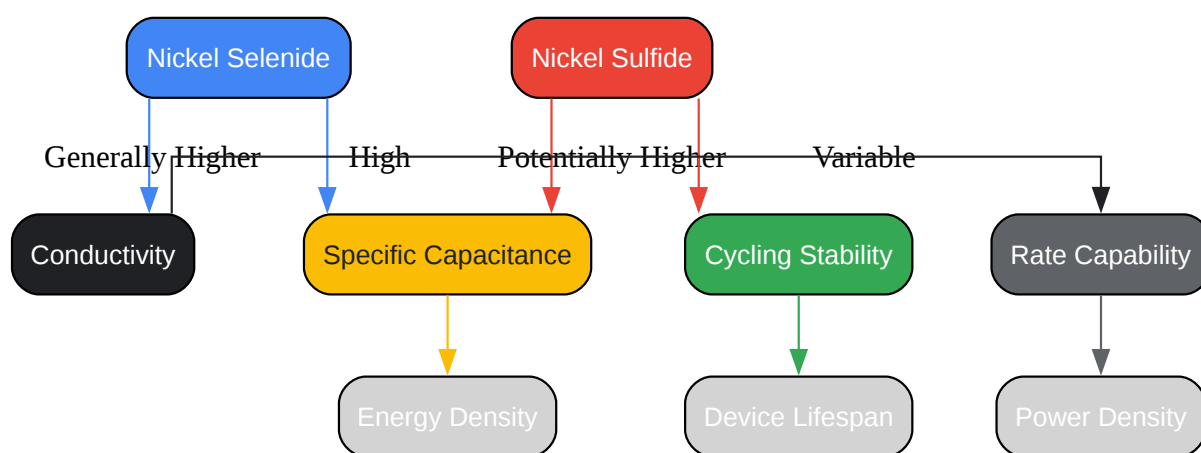 Nickel Selenide
Nickel Sulfide
Generally Higher
High
Potentially Higher
Variable
Conductivity
Specific Capacitance
Cycling Stability
Rate Capability
Energy Density
Device Lifespan
Power Density